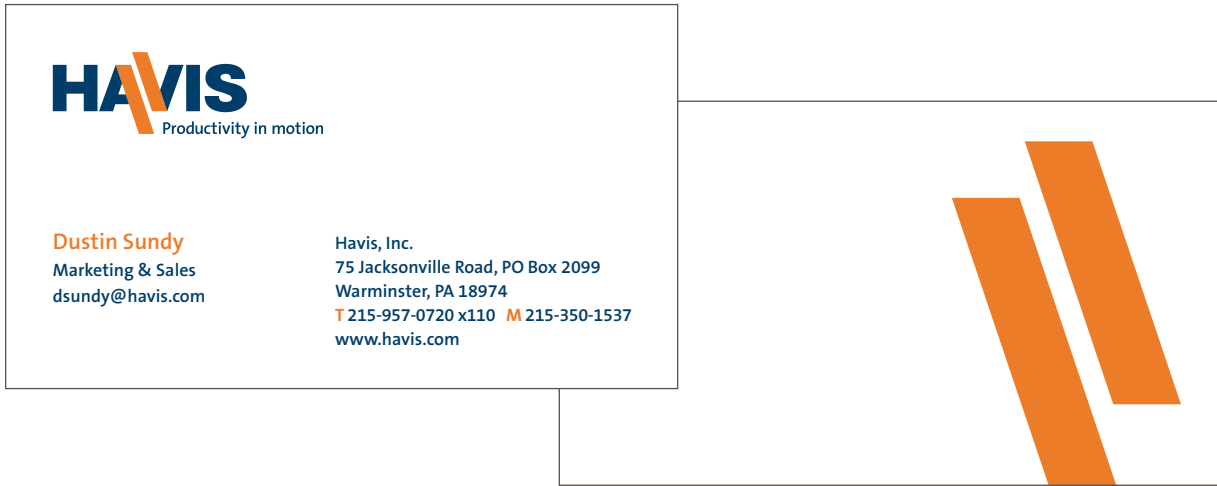 HAVIS
Productivity in motion
Dustin Sundy
Marketing & Sales
dsundy@havis.com
Havis, Inc.
75 Jacksonville Road, PO Box 2099
Warminster, PA 18974
T 215-957-0720 x110 M 215-350-1537
www.havis.com